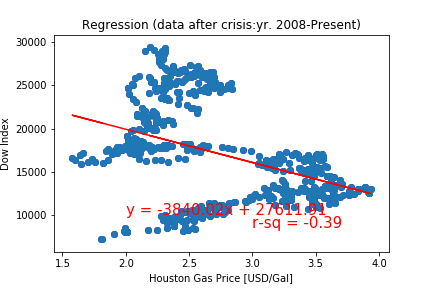 Regression (data after crisis:yr. 2008-Present)
30000
25000
20000
15000
10000
Dow Index
y = -3840.02x + 27611.91
r-sq = -0.39
1.5 2.0 2.5 3.0 3.5 4.0
Houston Gas Price [USD/Gal]